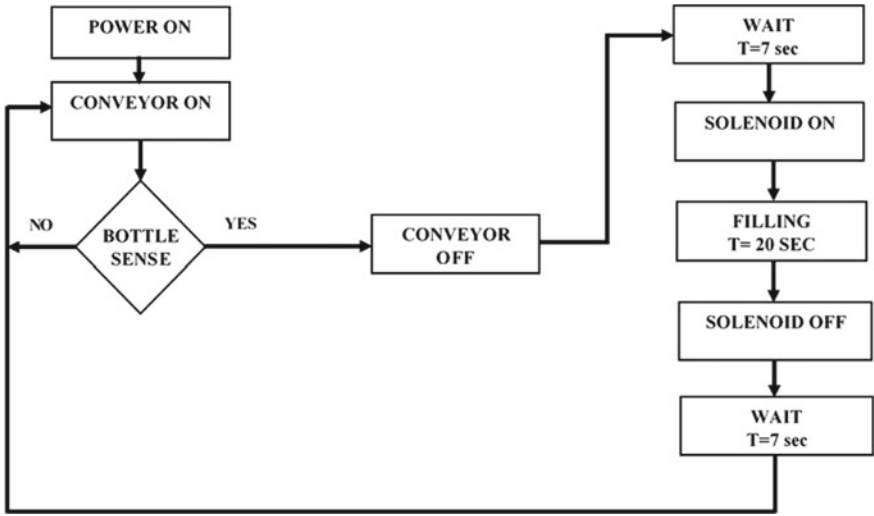 POWER ON
CONVEYOR ON
BOTTLE
SENSE
NO
YES
CONVEYOR
OFF
WAIT
T=7 sec
SOLENOID ON
FILLING
T= 20 SEC
SOLENOID OFF
WAIT
T=7 sec